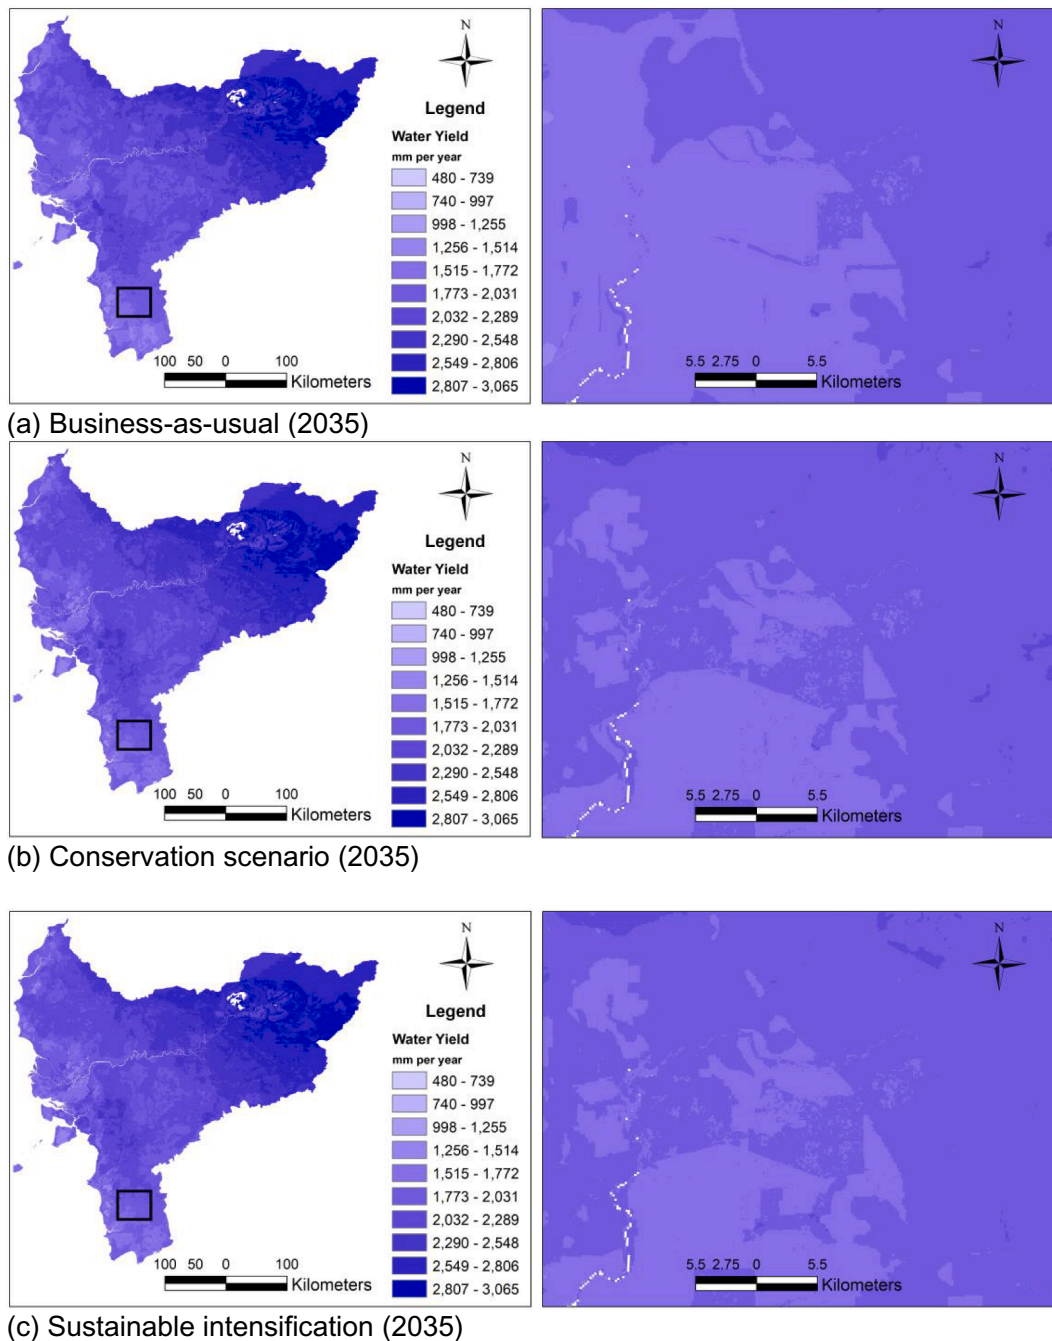 N
N
Legend
Water Yield
mm per year
480 - 739
740 - 997
998 - 1,255
1,256 - 1,514
1,515 - 1,772
1,773 - 2,031
2,032 - 2,289
2,290 - 2,548
2,549 - 2,806
2,807 - 3,065
100 50 0 100
Kilometers
5.5 2.75 0 5.5
Kilometers
(a) Business-as-usual (2035)
N
N
Legend
Water Yield
mm per year
480 - 739
740 - 997
998 - 1,255
1,256 - 1,514
1,515 - 1,772
1,773 - 2,031
2,032 - 2,289
2,290 - 2,548
2,549 - 2,806
2,807 - 3,065
100 50 0 100
Kilometers
5.5 2.75 0 5.5
Kilometers
(b) Conservation scenario (2035)
N
N
Legend
Water Yield
mm per year
480 - 739
740 - 997
998 - 1,255
1,256 - 1,514
1,515 - 1,772
1,773 - 2,031
2,032 - 2,289
2,290 - 2,548
2,549 - 2,806
2,807 - 3,065
100 50 0 100
Kilometers
5.5 2.75 0 5.5
Kilometers
(c) Sustainable intensification (2035)